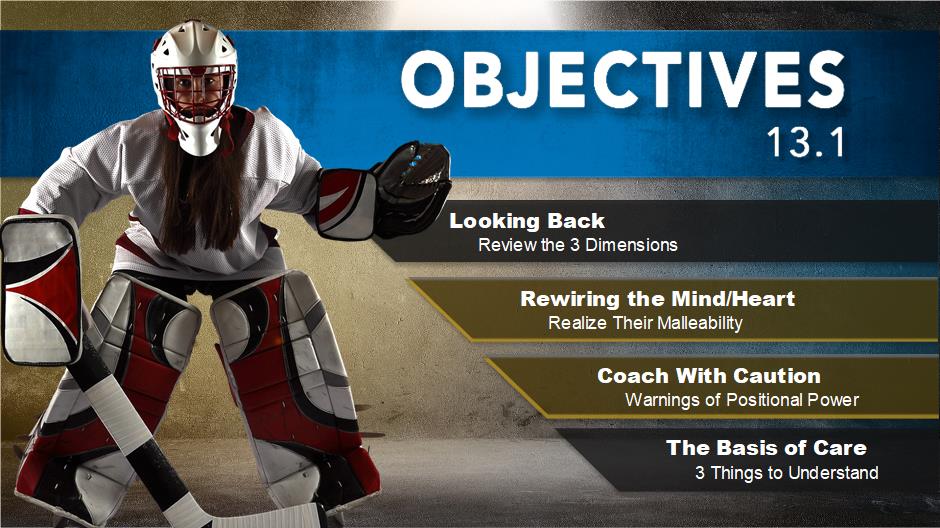 OBJECTIVES
13.1
Looking Back
Review the 3 Dimensions
Rewiring the Mind/Heart
Realize Their Malleability
Coach With Caution
Warnings of Positional Power
The Basis of Care
3 Things to Understand